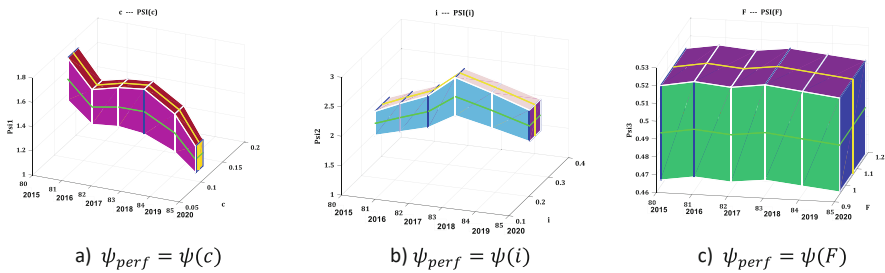 c --- PSI(c)
1.8
1.6
1.4
1.2
1
Psi1
80 81 82 83 84 85
2015 2016 2017 2018 2019 2020
0.05
0.1
0.15
0.2
c
a) ψperf = ψ(c)
i --- PSI(i)
3
2.5
2
1.5
1
Psi2
80 81 82 83 84 85
2015 2016 2017 2018 2019 2020
0.1
0.2
0.3
0.4
i
b) ψperf = ψ(i)
F --- PSI(F)
0.53
0.52
0.51
0.5
0.49
0.48
0.47
0.46
Psi3
80 81 82 83 84 85
2015 2016 2017 2018 2019 2020
0.9
1
1.1
1.2
F
c) ψperf = ψ(F)